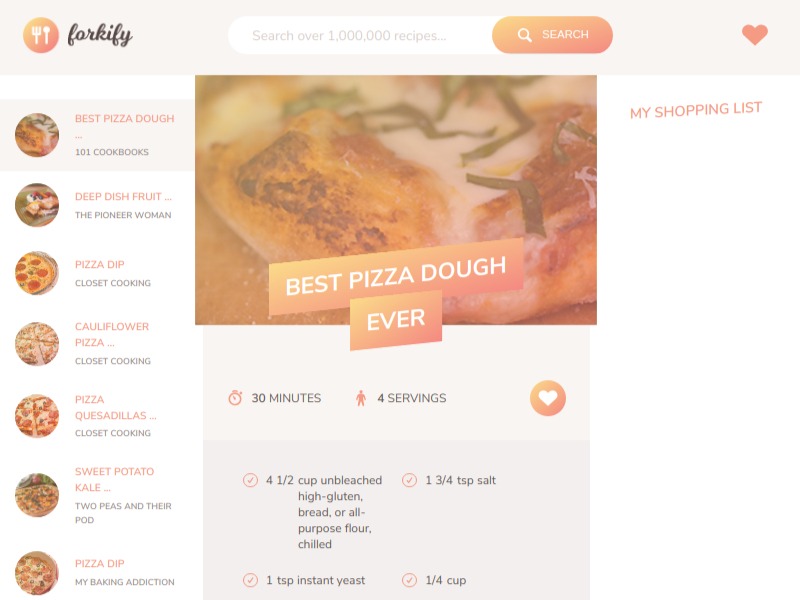 forkify
Search over 1,000,000 recipes...
SEARCH
BEST PIZZA DOUGH
...
101 COOKBOOKS
DEEP DISH FRUIT ...
THE PIONEER WOMAN
PIZZA DIP
CLOSET COOKING
CAULIFLOWER
PIZZA ...
CLOSET COOKING
PIZZA
QUESADILLAS ...
CLOSET COOKING
SWEET POTATO
KALE ...
TWO PEAS AND THEIR
POD
PIZZA DIP
MY BAKING ADDICTION
BEST PIZZA DOUGH
EVER
30 MINUTES
4 SERVINGS
4 1/2 cup unbleached
high-gluten,
bread, or all-
purpose flour,
chilled
1 3/4 tsp salt
1 tsp instant yeast
1/4 cup
MY SHOPPING LIST